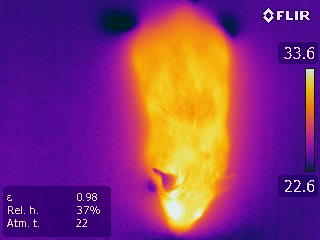 FLIR
33.6
22.6
ε 0.98
Rel. h. 37%
Atm. t. 22